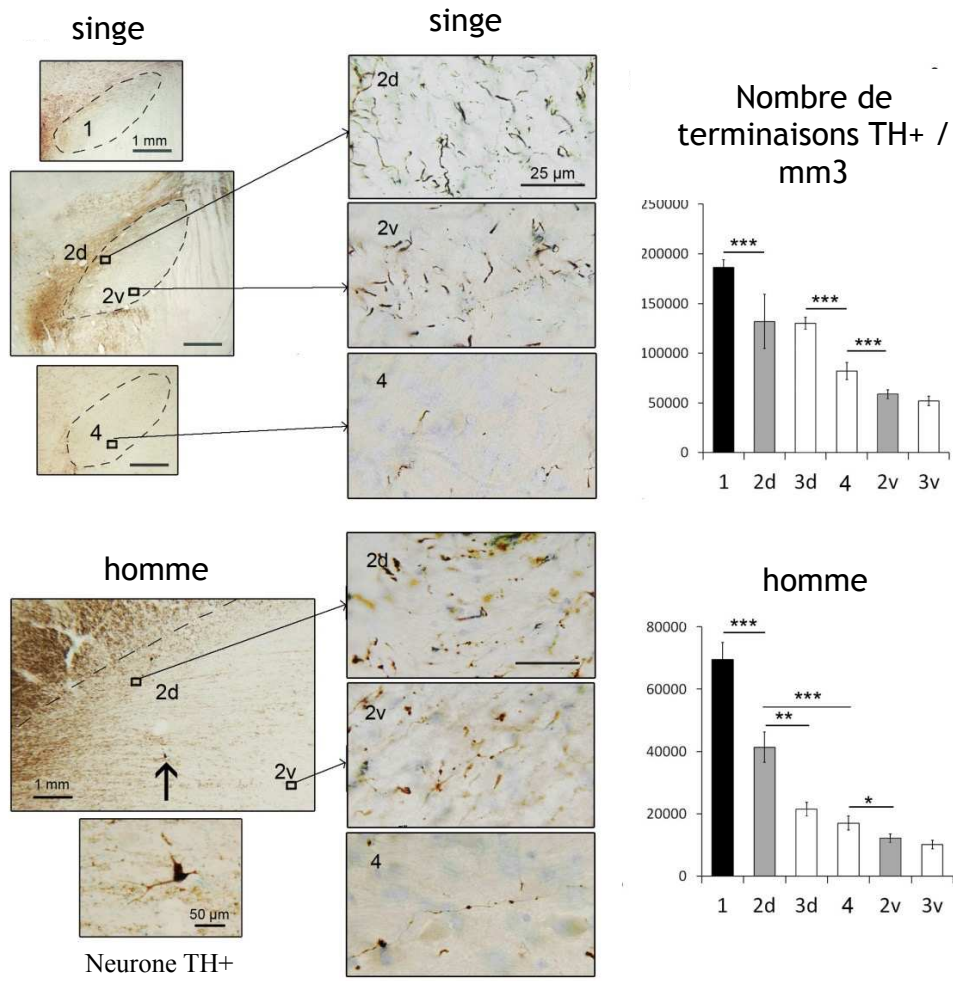 singe
singe
1
1 mm
2d
2v
4
2d
25 µm
2v
4
Nombre de
terminaisons TH+ /
mm3
250000
200000
150000
100000
50000
0
***
***
***
1 2d 3d 4 2v 3v
homme
2d
2v
1 mm
50 µm
Neurone TH+
2d
2v
4
homme
80000
60000
40000
20000
0
***
***
**
*
1 2d 3d 4 2v 3v